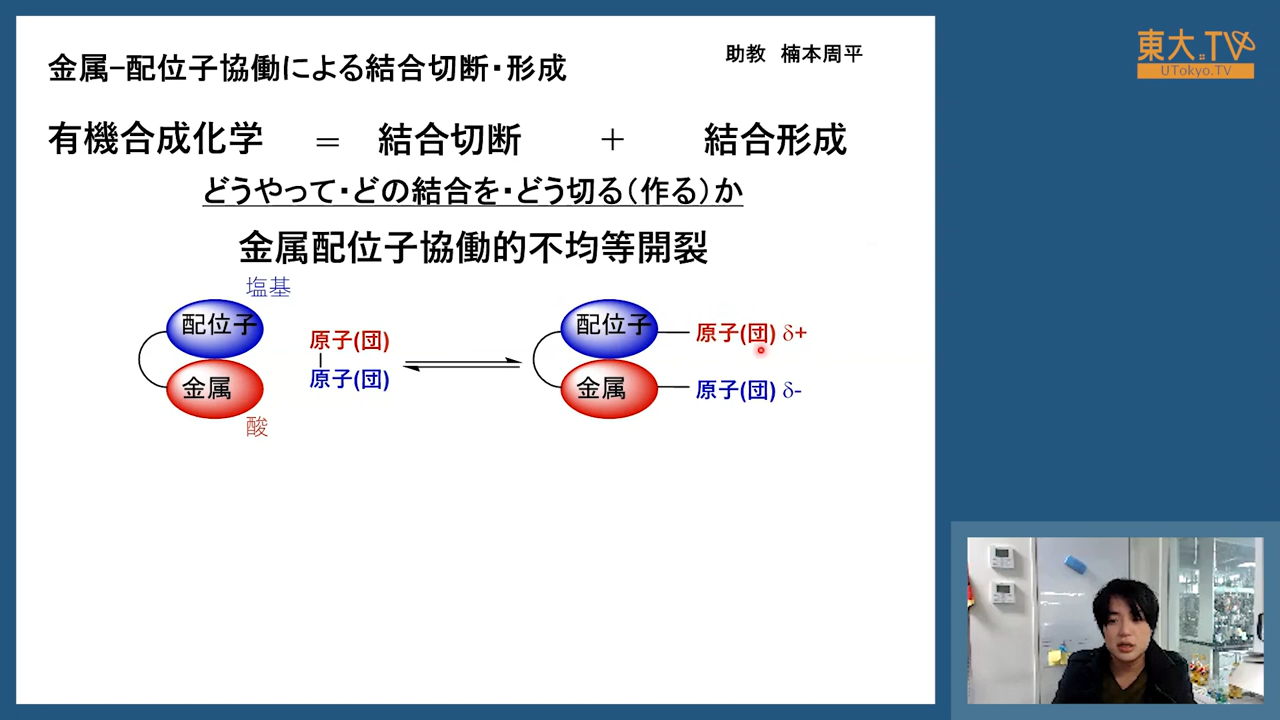 金属−配位子協働による結合切断・形成
助教 楠本周平
東大TV
UTokyo.TV
有機合成化学 = 結合切断 + 結合形成
どうやって・どの結合を・どう切る(作る)か
金属配位子協働的不均等開裂
塩基
配位子
金属
酸
原子(団)
原子(団)
配位子
金属
原子(団) δ+
原子(団) δ-